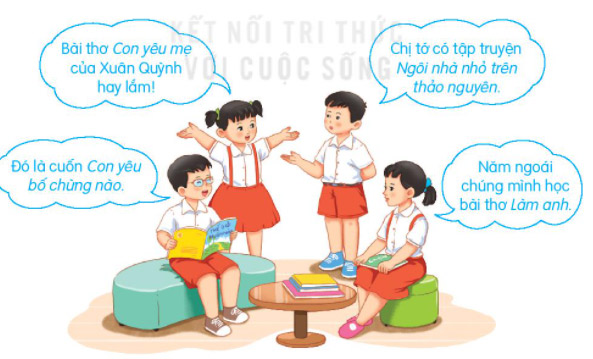 KẾT NỐI TRI THỨC
VỚI CUỘC SỐNG
Bài thơ Con yêu mẹ
của Xuân Quỳnh
hay lắm!
Chị tớ có tập truyện
Ngôi nhà nhỏ trên
thảo nguyên.
Đó là cuốn Con yêu
bố chừng nào.
Năm ngoái
chúng mình học
bài thơ Làm anh.